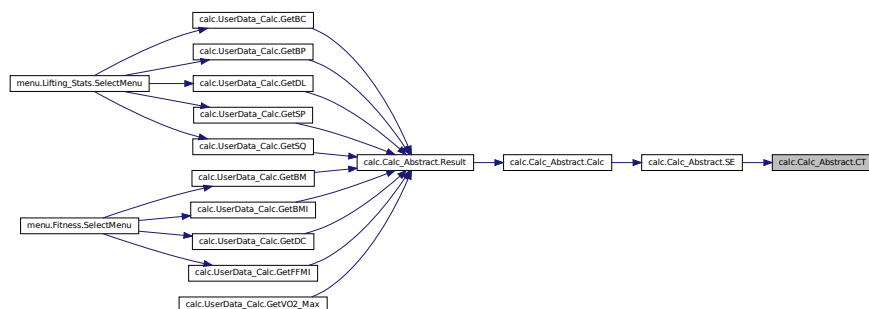 calc.UserData_Calc.GetBC
calc.UserData_Calc.GetBP
menu.Lifting_Stats.SelectMenu
calc.UserData_Calc.GetDL
calc.UserData_Calc.GetSP
calc.UserData_Calc.GetSQ
calc.Calc_Abstract.Result
calc.Calc_Abstract.Calc
calc.Calc_Abstract.SE
calc.Calc_Abstract.CT
calc.UserData_Calc.GetBM
calc.UserData_Calc.GetBMI
menu.Fitness.SelectMenu
calc.UserData_Calc.GetDC
calc.UserData_Calc.GetFFMI
calc.UserData_Calc.GetVO2_Max